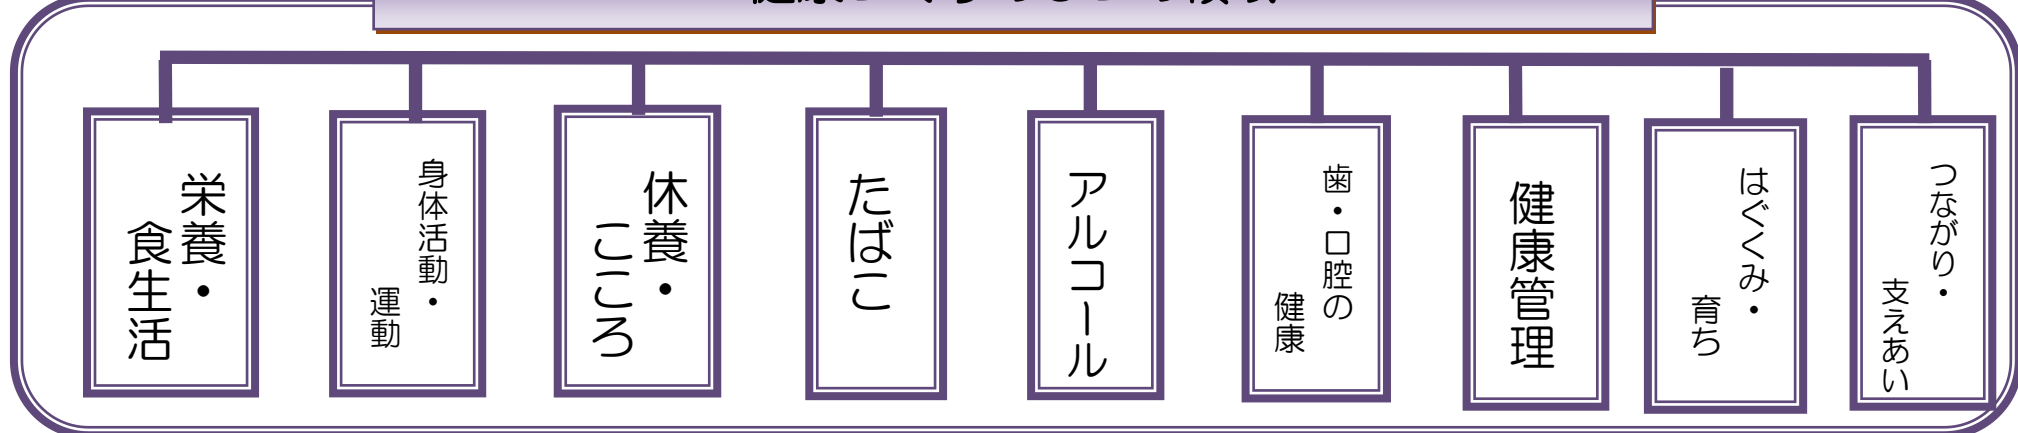 栄養・
食生活
身体活動・
運動
休養・
こころ
たばこ
アルコール
歯・口腔の
健康
健康管理
はぐくみ・
育ち
つながり・
支えあい